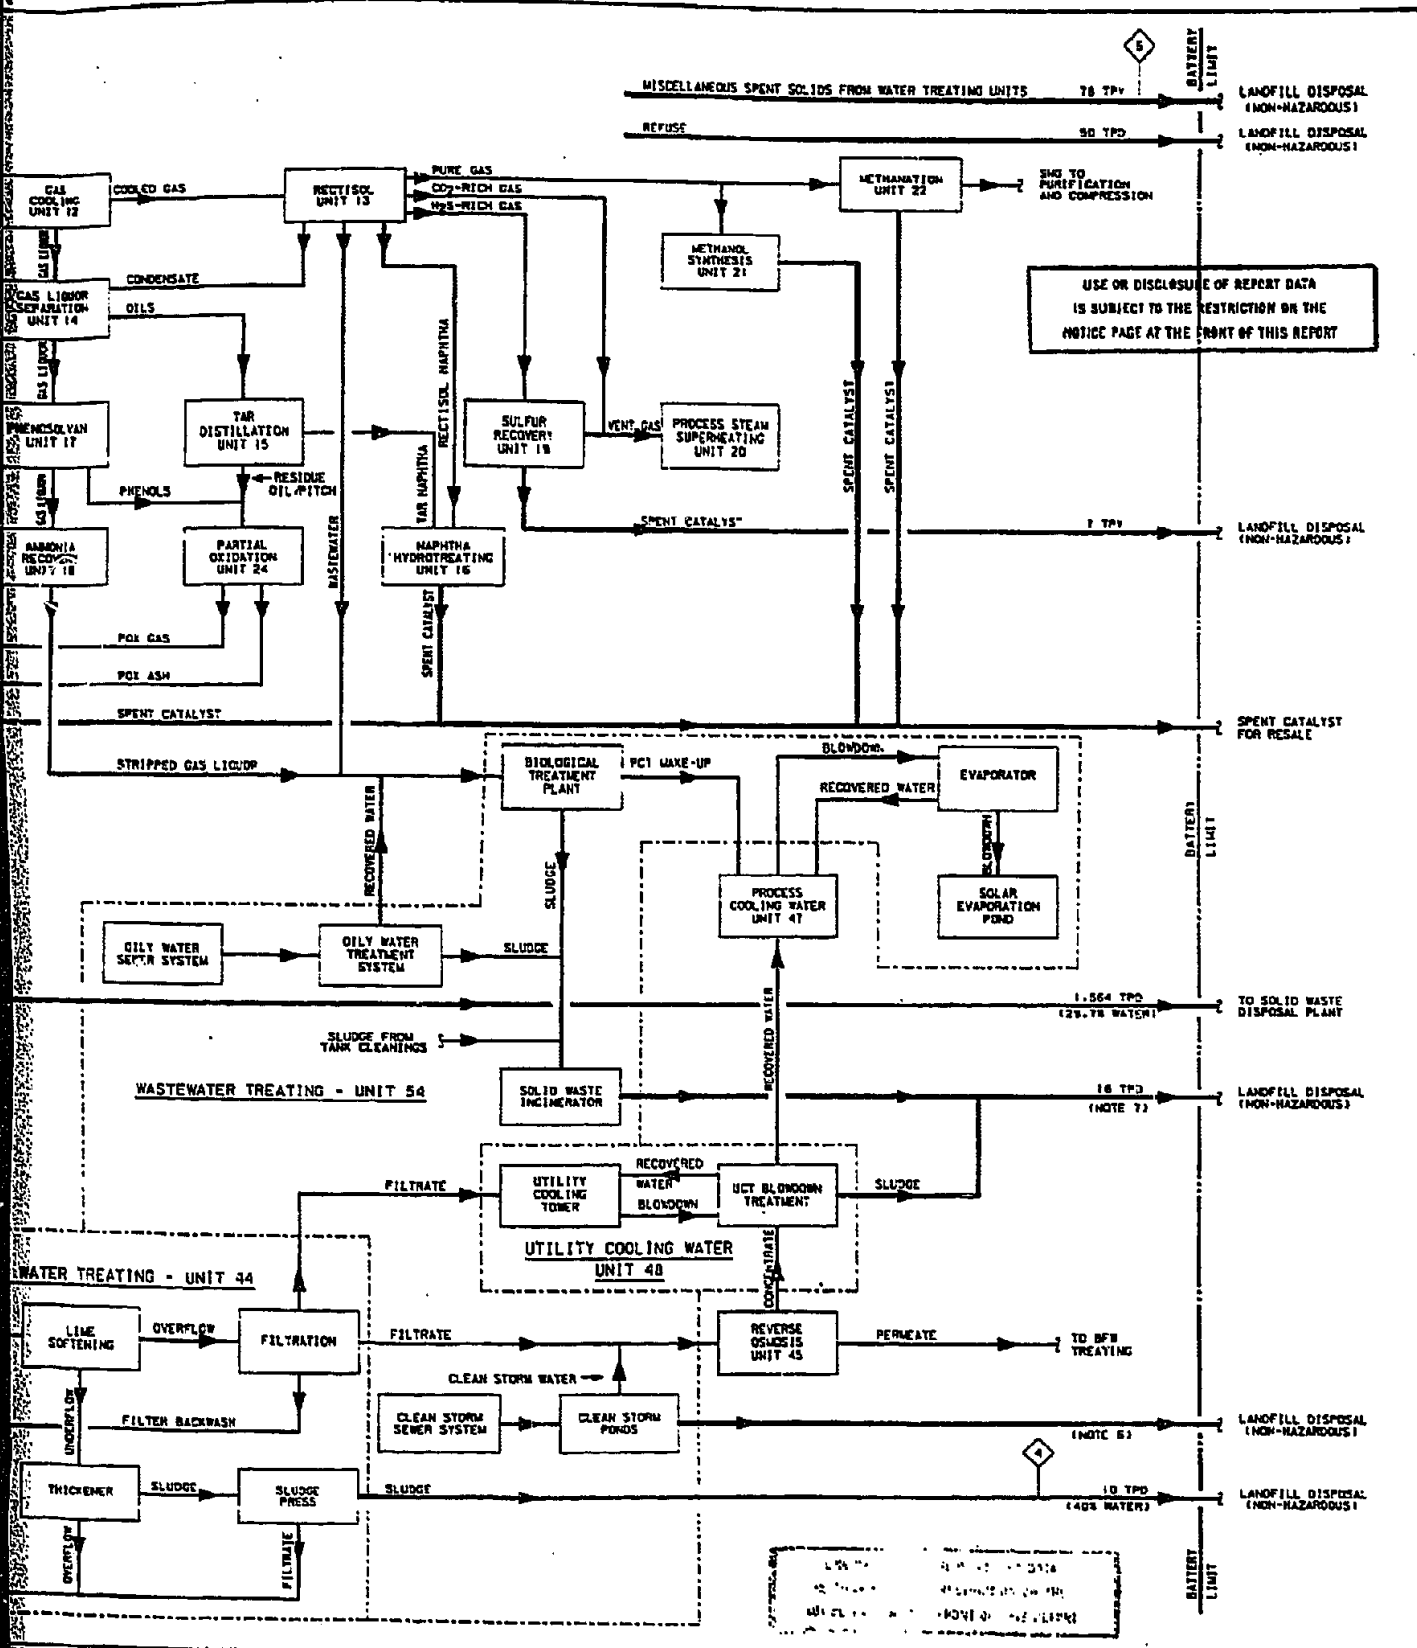 5
BATTERY
LIMIT
MISCELLANEOUS SPENT SOLIDS FROM WATER TREATING UNITS
78 TPY
LANDFILL DISPOSAL
(NON-HAZARDOUS)
REFUSE
50 TPD
LANDFILL DISPOSAL
(NON-HAZARDOUS)
GAS
COOLING
UNIT 12
COOLED GAS
RECTISOL
UNIT 13
PURE GAS
CO2-RICH GAS
H2S-RICH GAS
METHANATION
UNIT 22
SNG TO
PURIFICATION
AND COMPRESSION
GAS LIQUOR
METHANOL
SYNTHESIS
UNIT 21
CONDENSATE
GAS LIQUOR
SEPARATION
UNIT 14
OILS
USE OR DISCLOSURE OF REPORT DATA
IS SUBJECT TO THE RESTRICTION ON THE
NOTICE PAGE AT THE FRONT OF THIS REPORT
GAS LIQUOR
RECTISOL NAPHTHA
SPENT CATALYST
SPENT CATALYST
PHENOSOLVAN
UNIT 17
TAR
DISTILLATION
UNIT 15
SULFUR
RECOVERY
UNIT 19
VENT GAS
PROCESS STEAM
SUPERHEATING
UNIT 20
TAR NAPHTHA
RESIDUE
OIL/PITCH
GAS LIQUOR
PHENOLS
WASTEWATER
SPENT CATALYST
7 TPY
LANDFILL DISPOSAL
(NON-HAZARDOUS)
AMMONIA
RECOVERY
UNIT 18
PARTIAL
OXIDATION
UNIT 24
NAPHTHA
HYDROTREATING
UNIT 16
SPENT CATALYST
POX GAS
POX ASH
SPENT CATALYST
SPENT CATALYST
FOR RESALE
STRIPPED GAS LIQUOR
BIOLOGICAL
TREATMENT
PLANT
PCT MAKE-UP
BLOWDOWN
EVAPORATOR
RECOVERED WATER
RECOVERED WATER
BLOWDOWN
BATTERY
LIMIT
SLUDGE
PROCESS
COOLING WATER
UNIT 47
SOLAR
EVAPORATION
POND
OILY WATER
SEWER SYSTEM
OILY WATER
TREATMENT
SYSTEM
SLUDGE
RECOVERED WATER
1,564 TPD
(29.7% WATER)
TO SOLID WASTE
DISPOSAL PLANT
SLUDGE FROM
TANK CLEANINGS
WASTEWATER TREATING - UNIT 54
SOLID WASTE
INCINERATOR
16 TPD
(NOTE 7)
LANDFILL DISPOSAL
(NON-HAZARDOUS)
FILTRATE
UTILITY
COOLING
TOWER
RECOVERED
WATER
BLOWDOWN
UCT BLOWDOWN
TREATMENT
SLUDGE
UTILITY COOLING WATER
UNIT 48
CONCENTRATE
WATER TREATING - UNIT 44
LIME
SOFTENING
OVERFLOW
FILTRATION
FILTRATE
REVERSE
OSMOSIS
UNIT 45
PERMEATE
TO BFW
TREATING
CLEAN STORM WATER
UNDERFLOW
FILTER BACKWASH
CLEAN STORM
SEWER SYSTEM
CLEAN STORM
PONDS
(NOTE 6)
LANDFILL DISPOSAL
(NON-HAZARDOUS)
4
THICKENER
SLUDGE
SLUDGE
PRESS
SLUDGE
10 TPD
(40% WATER)
LANDFILL DISPOSAL
(NON-HAZARDOUS)
OVERFLOW
FILTRATE
BATTERY
LIMIT